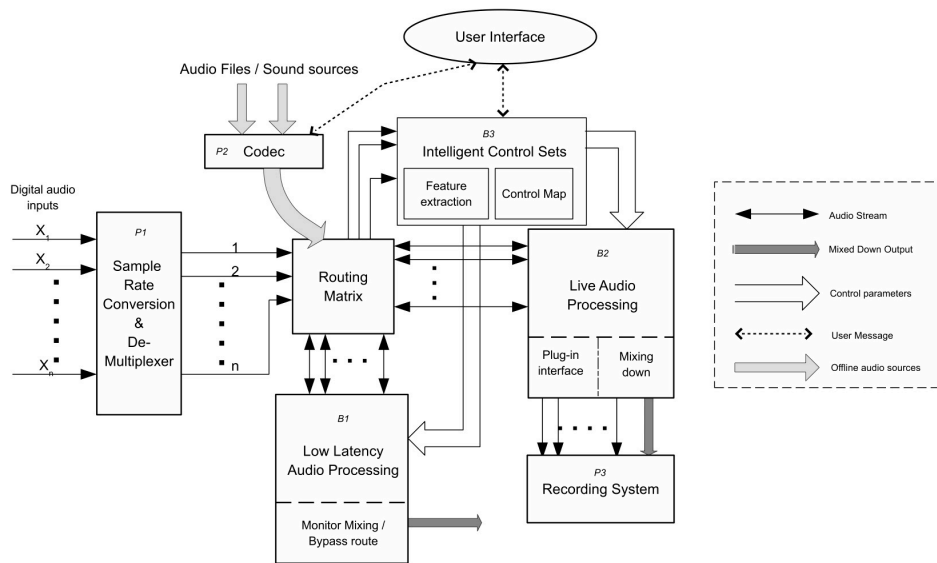 User Interface
Audio Files / Sound sources
P2 Codec
B3
Intelligent Control Sets
Feature
extraction
Control Map
Digital audio
inputs
X1
X2
Xn
P1
Sample
Rate
Conversion
&
De-
Multiplexer
1
2
n
Routing
Matrix
B2
Live Audio
Processing
Plug-in
interface
Mixing
down
B1
Low Latency
Audio Processing
Monitor Mixing /
Bypass route
P3
Recording System
Audio Stream
Mixed Down Output
Control parameters
User Message
Offline audio sources